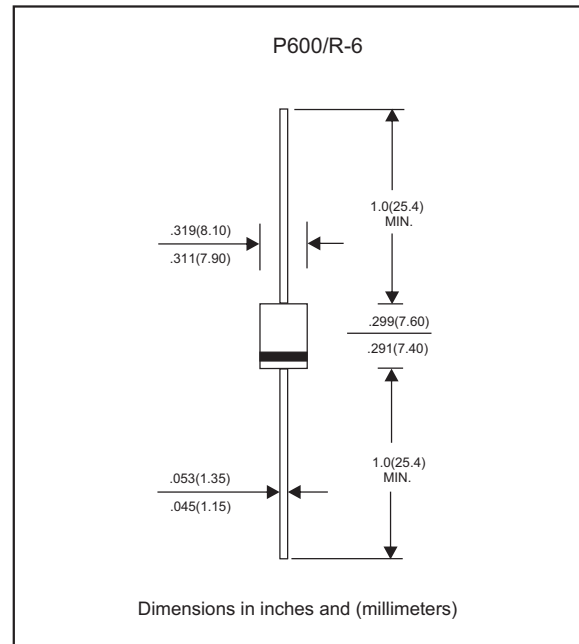 P600/R-6
1.0(25.4)
MIN.
.319(8.10)
.311(7.90)
.299(7.60)
.291(7.40)
1.0(25.4)
MIN.
.053(1.35)
.045(1.15)
Dimensions in inches and (millimeters)